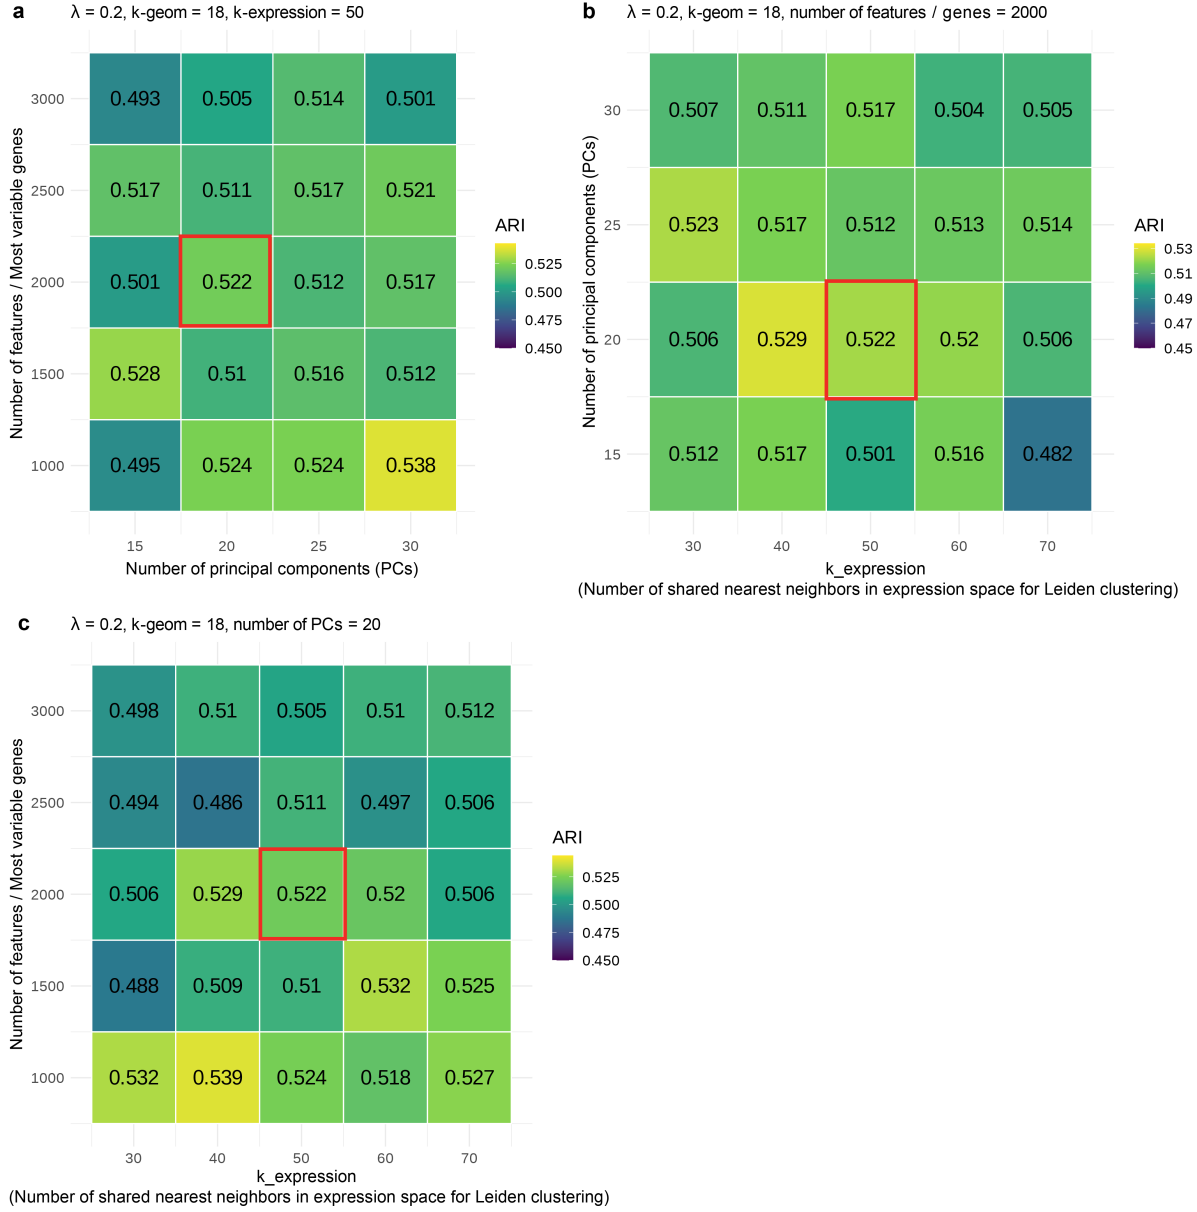 a
λ = 0.2, k-geom = 18, k-expression = 50
Number of features / Most variable genes
3000
0.493 0.505 0.514 0.501
2500
0.517 0.511 0.517 0.521
2000
0.501 0.522 0.512 0.517
1500
0.528 0.51 0.516 0.512
1000
0.495 0.524 0.524 0.538
15 20 25 30
Number of principal components (PCs)
ARI
0.525
0.500
0.475
0.450
b
λ = 0.2, k-geom = 18, number of features / genes = 2000
Number of principal components (PCs)
30
0.507 0.511 0.517 0.504 0.505
25
0.523 0.517 0.512 0.513 0.514
20
0.506 0.529 0.522 0.52 0.506
15
0.512 0.517 0.501 0.516 0.482
30 40 50 60 70
k_expression
(Number of shared nearest neighbors in expression space for Leiden clustering)
ARI
0.53
0.51
0.49
0.47
0.45
c
λ = 0.2, k-geom = 18, number of PCs = 20
Number of features / Most variable genes
3000
0.498 0.51 0.505 0.51 0.512
2500
0.494 0.486 0.511 0.497 0.506
2000
0.506 0.529 0.522 0.52 0.506
1500
0.488 0.509 0.51 0.532 0.525
1000
0.532 0.539 0.524 0.518 0.527
30 40 50 60 70
k_expression
(Number of shared nearest neighbors in expression space for Leiden clustering)
ARI
0.525
0.500
0.475
0.450